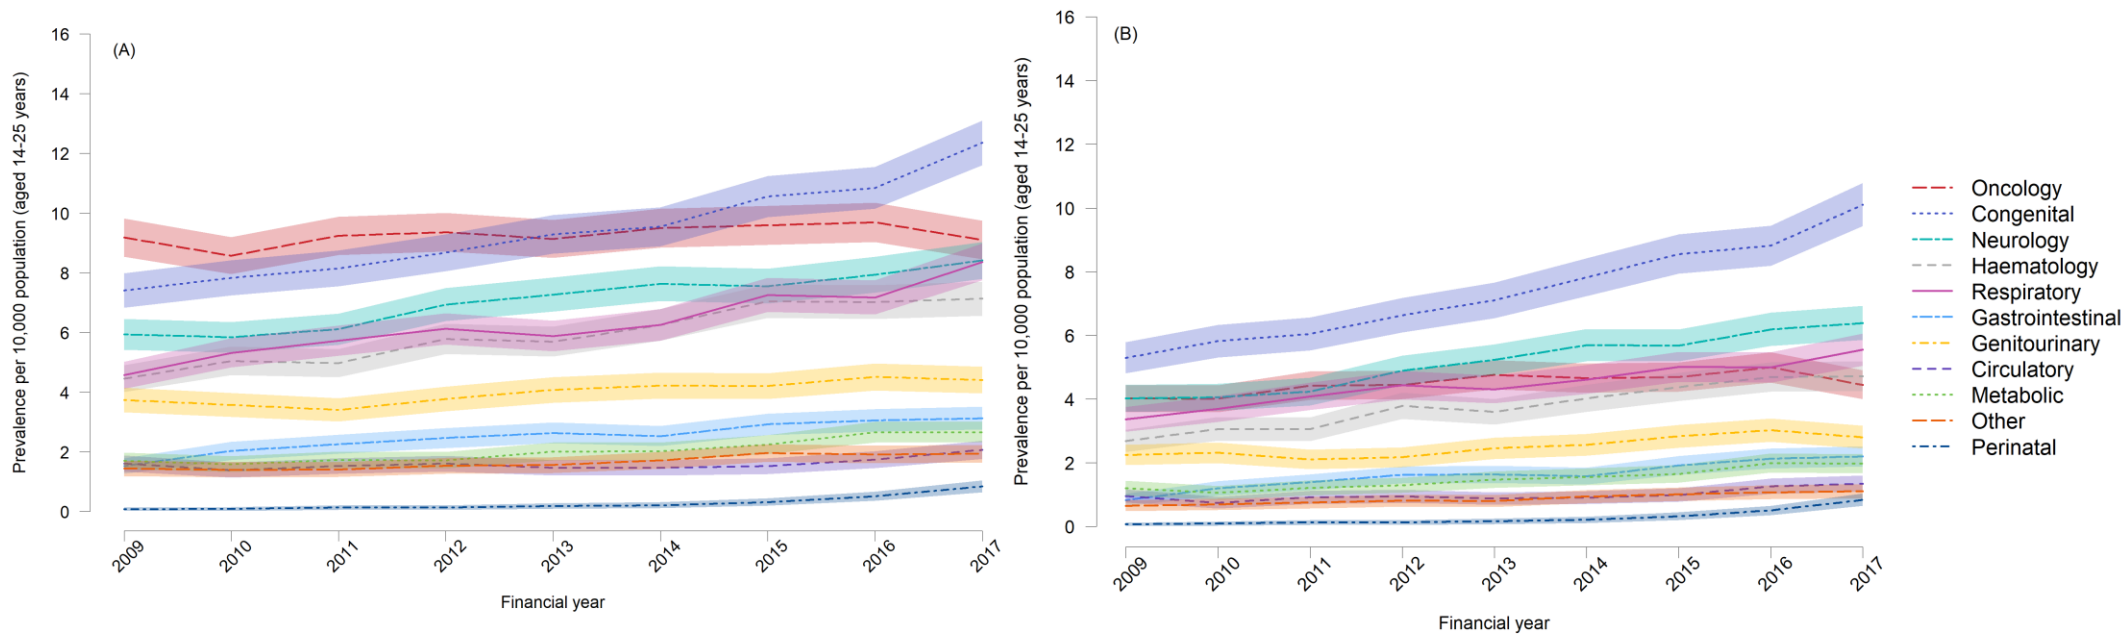 (A)
Prevalence per 10,000 population (aged 14-25 years)
16
14
12
10
8
6
4
2
0
2009
2010
2011
2012
2013
2014
2015
2016
2017
Financial year
(B)
Prevalence per 10,000 population (aged 14-25 years)
16
14
12
10
8
6
4
2
0
2009
2010
2011
2012
2013
2014
2015
2016
2017
Financial year
Oncology
Congenital
Neurology
Haematology
Respiratory
Gastrointestinal
Genitourinary
Circulatory
Metabolic
Other
Perinatal